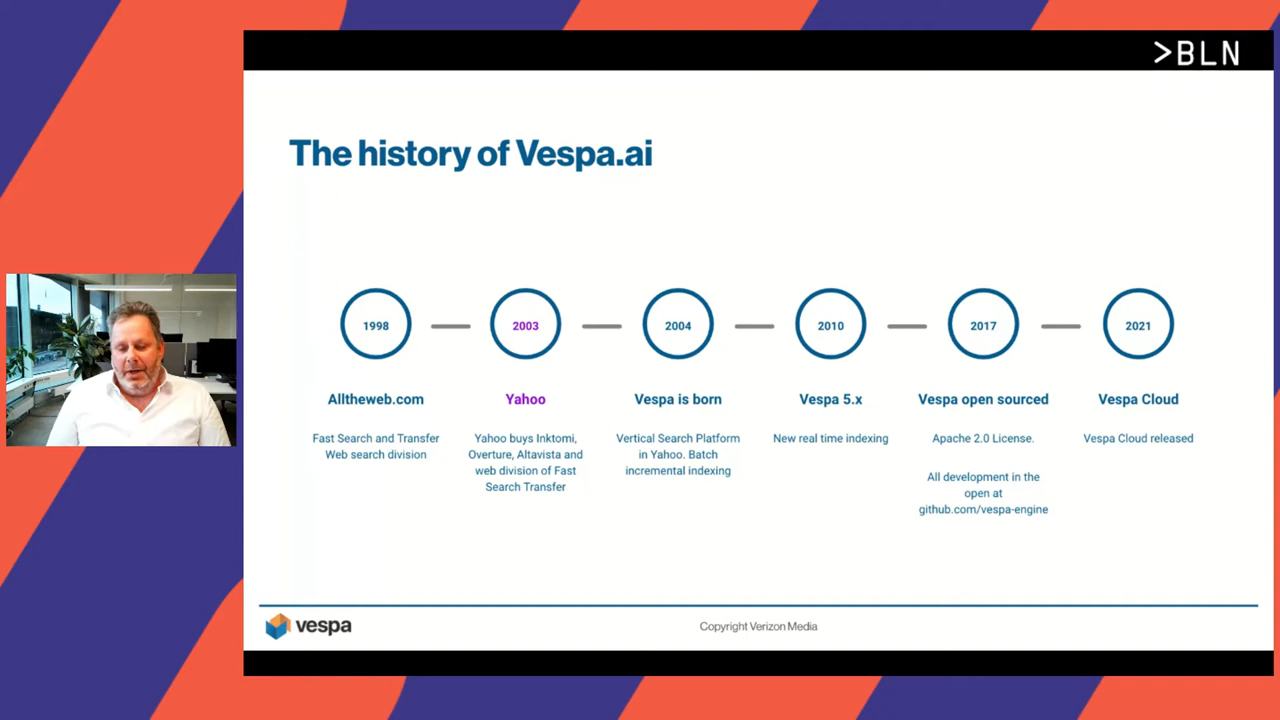 >BLN
The history of Vespa.ai
1998
2003
2004
2010
2017
2021
Alltheweb.com
Yahoo
Vespa is born
Vespa 5.x
Vespa open sourced
Vespa Cloud
Fast Search and Transfer
Web search division
Yahoo buys Inktomi,
Overture, Altavista and
web division of Fast
Search Transfer
Vertical Search Platform
in Yahoo. Batch
incremental indexing
New real time indexing
Apache 2.0 License.
All development in the
open at
github.com/vespa-engine
Vespa Cloud released
vespa
Copyright Verizon Media